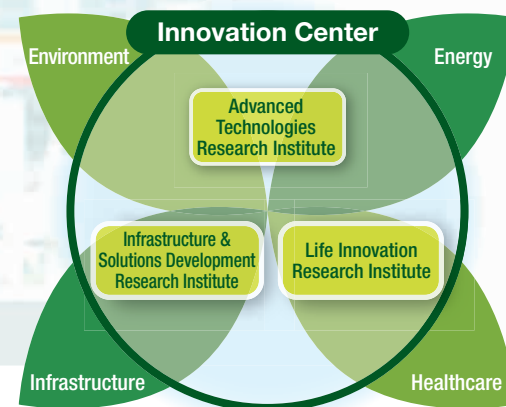 Innovation Center
Environment
Energy
Advanced
Technologies
Research Institute
Infrastructure &
Solutions Development
Research Institute
Life Innovation
Research Institute
Infrastructure
Healthcare